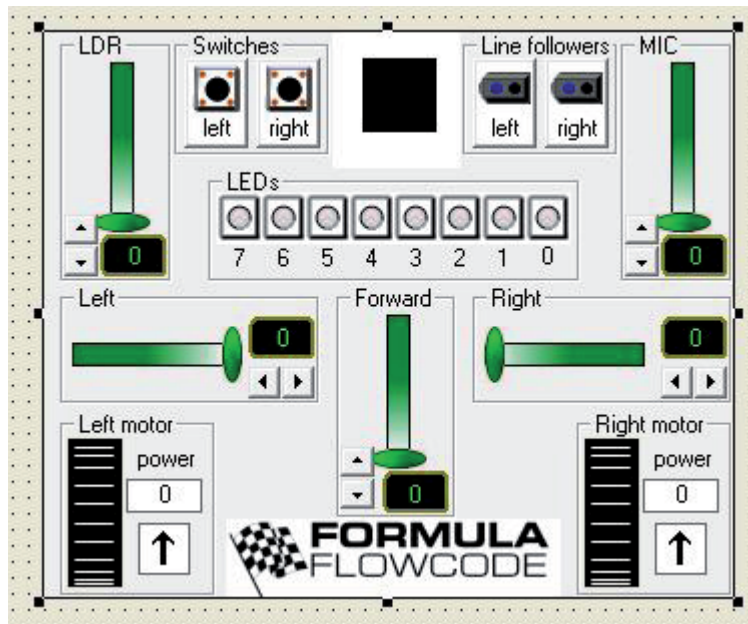 LDR
Switches
left right
Line followers
left right
MIC
0
LEDs
7 6 5 4 3 2 1 0
0
Left
0
Forward
0
Right
0
Left motor
power
0
Right motor
power
0
FORMULA
FLOWCODE